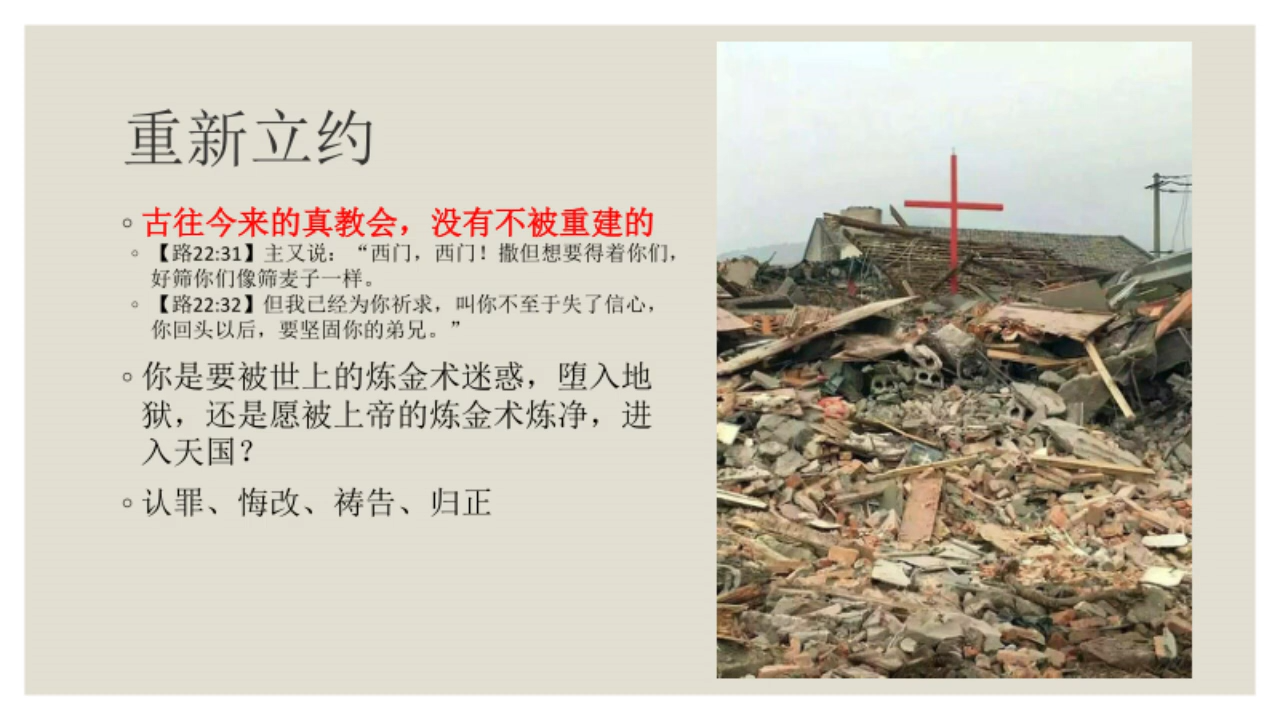 重新立约
古往今来的真教会，没有不被重建的
【路22:31】主又说：“西门，西门！撒但想要得着你们，
好筛你们像筛麦子一样。
【路22:32】但我已经为你祈求，叫你不至于失了信心，
你回头以后，要坚固你的弟兄。”
你是要被世上的炼金术迷惑，堕入地
狱，还是愿被上帝的炼金术炼净，进
入天国？
认罪、悔改、祷告、归正